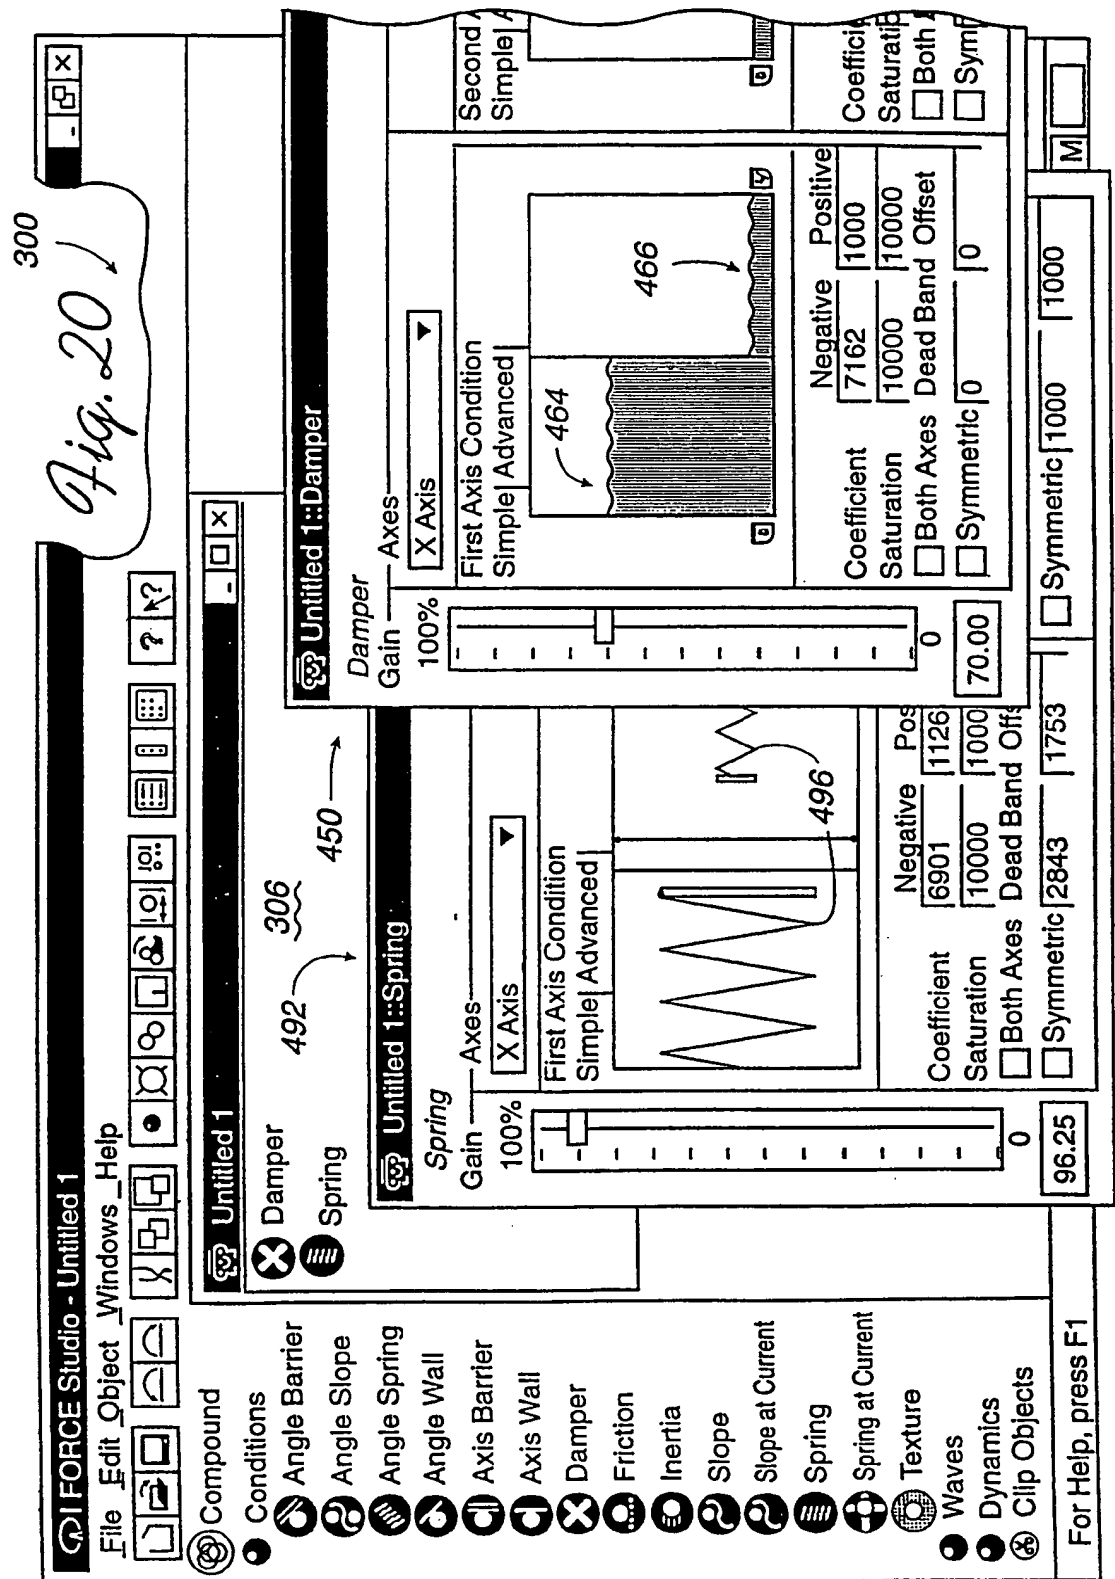 Fig. 20
300
I FORCE Studio - Untitled 1
File Edit Object Windows Help
Compound
Conditions
Angle Barrier
Angle Slope
Angle Spring
Angle Wall
Axis Barrier
Axis Wall
Damper
Friction
Inertia
Slope
Slope at Current
Spring
Spring at Current
Texture
Waves
Dynamics
Clip Objects
For Help, press F1
M
Untitled 1
Damper
Spring
492
306
450
Untitled 1::Spring
Spring
Gain
100%
0
96.25
Axes
X Axis
First Axis Condition
Simple Advanced
496
Negative Pos
Coefficient 6901 1126
Saturation 10000 1000
Both Axes Dead Band Offs
Symmetric 2843 1753
Symmetric 1000 1000
Untitled 1::Damper
Damper
Gain
100%
0
70.00
Axes
X Axis
First Axis Condition
Simple Advanced
464
466
Negative Positive
Coefficient 7162 1000
Saturation 10000 10000
Both Axes Dead Band Offset
Symmetric 0 0
Second
Simple
Coeffici
Both
Sym